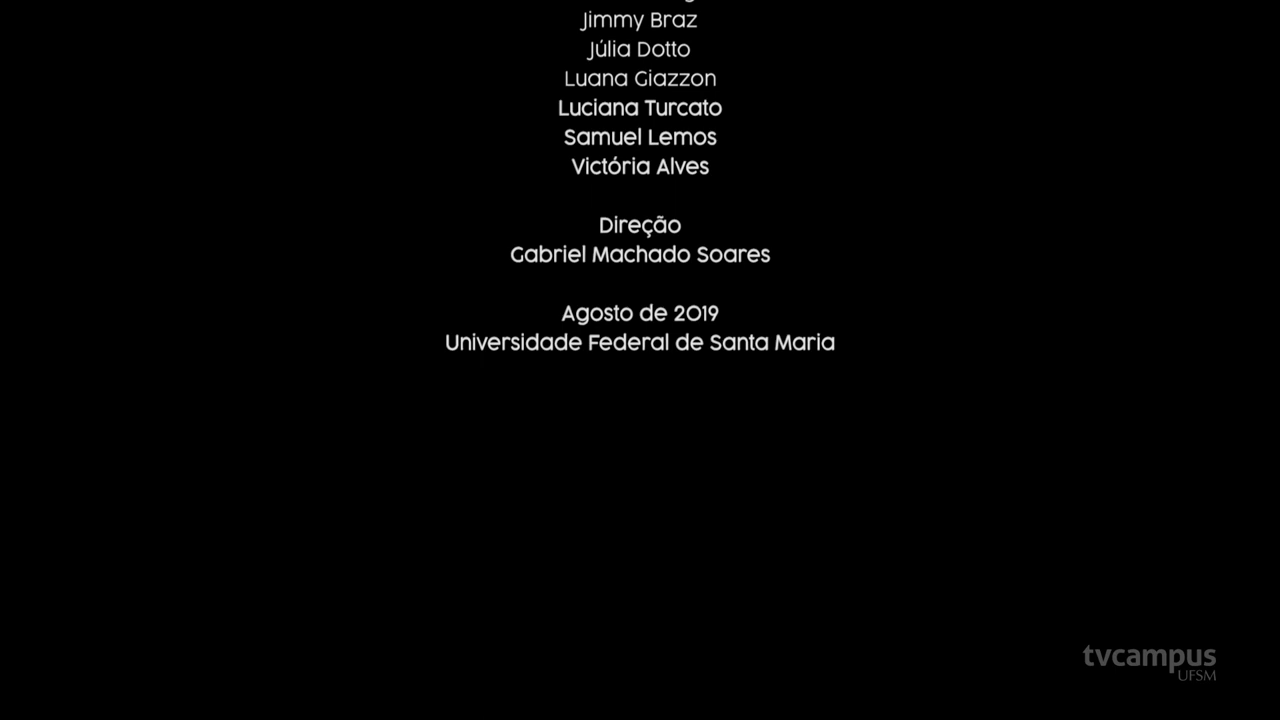 Jimmy Braz
Júlia Dotto
Luana Giazzon
Luciana Turcato
Samuel Lemos
Victória Alves
Direção
Gabriel Machado Soares
Agosto de 2019
Universidade Federal de Santa Maria
tvcampus
UFSM